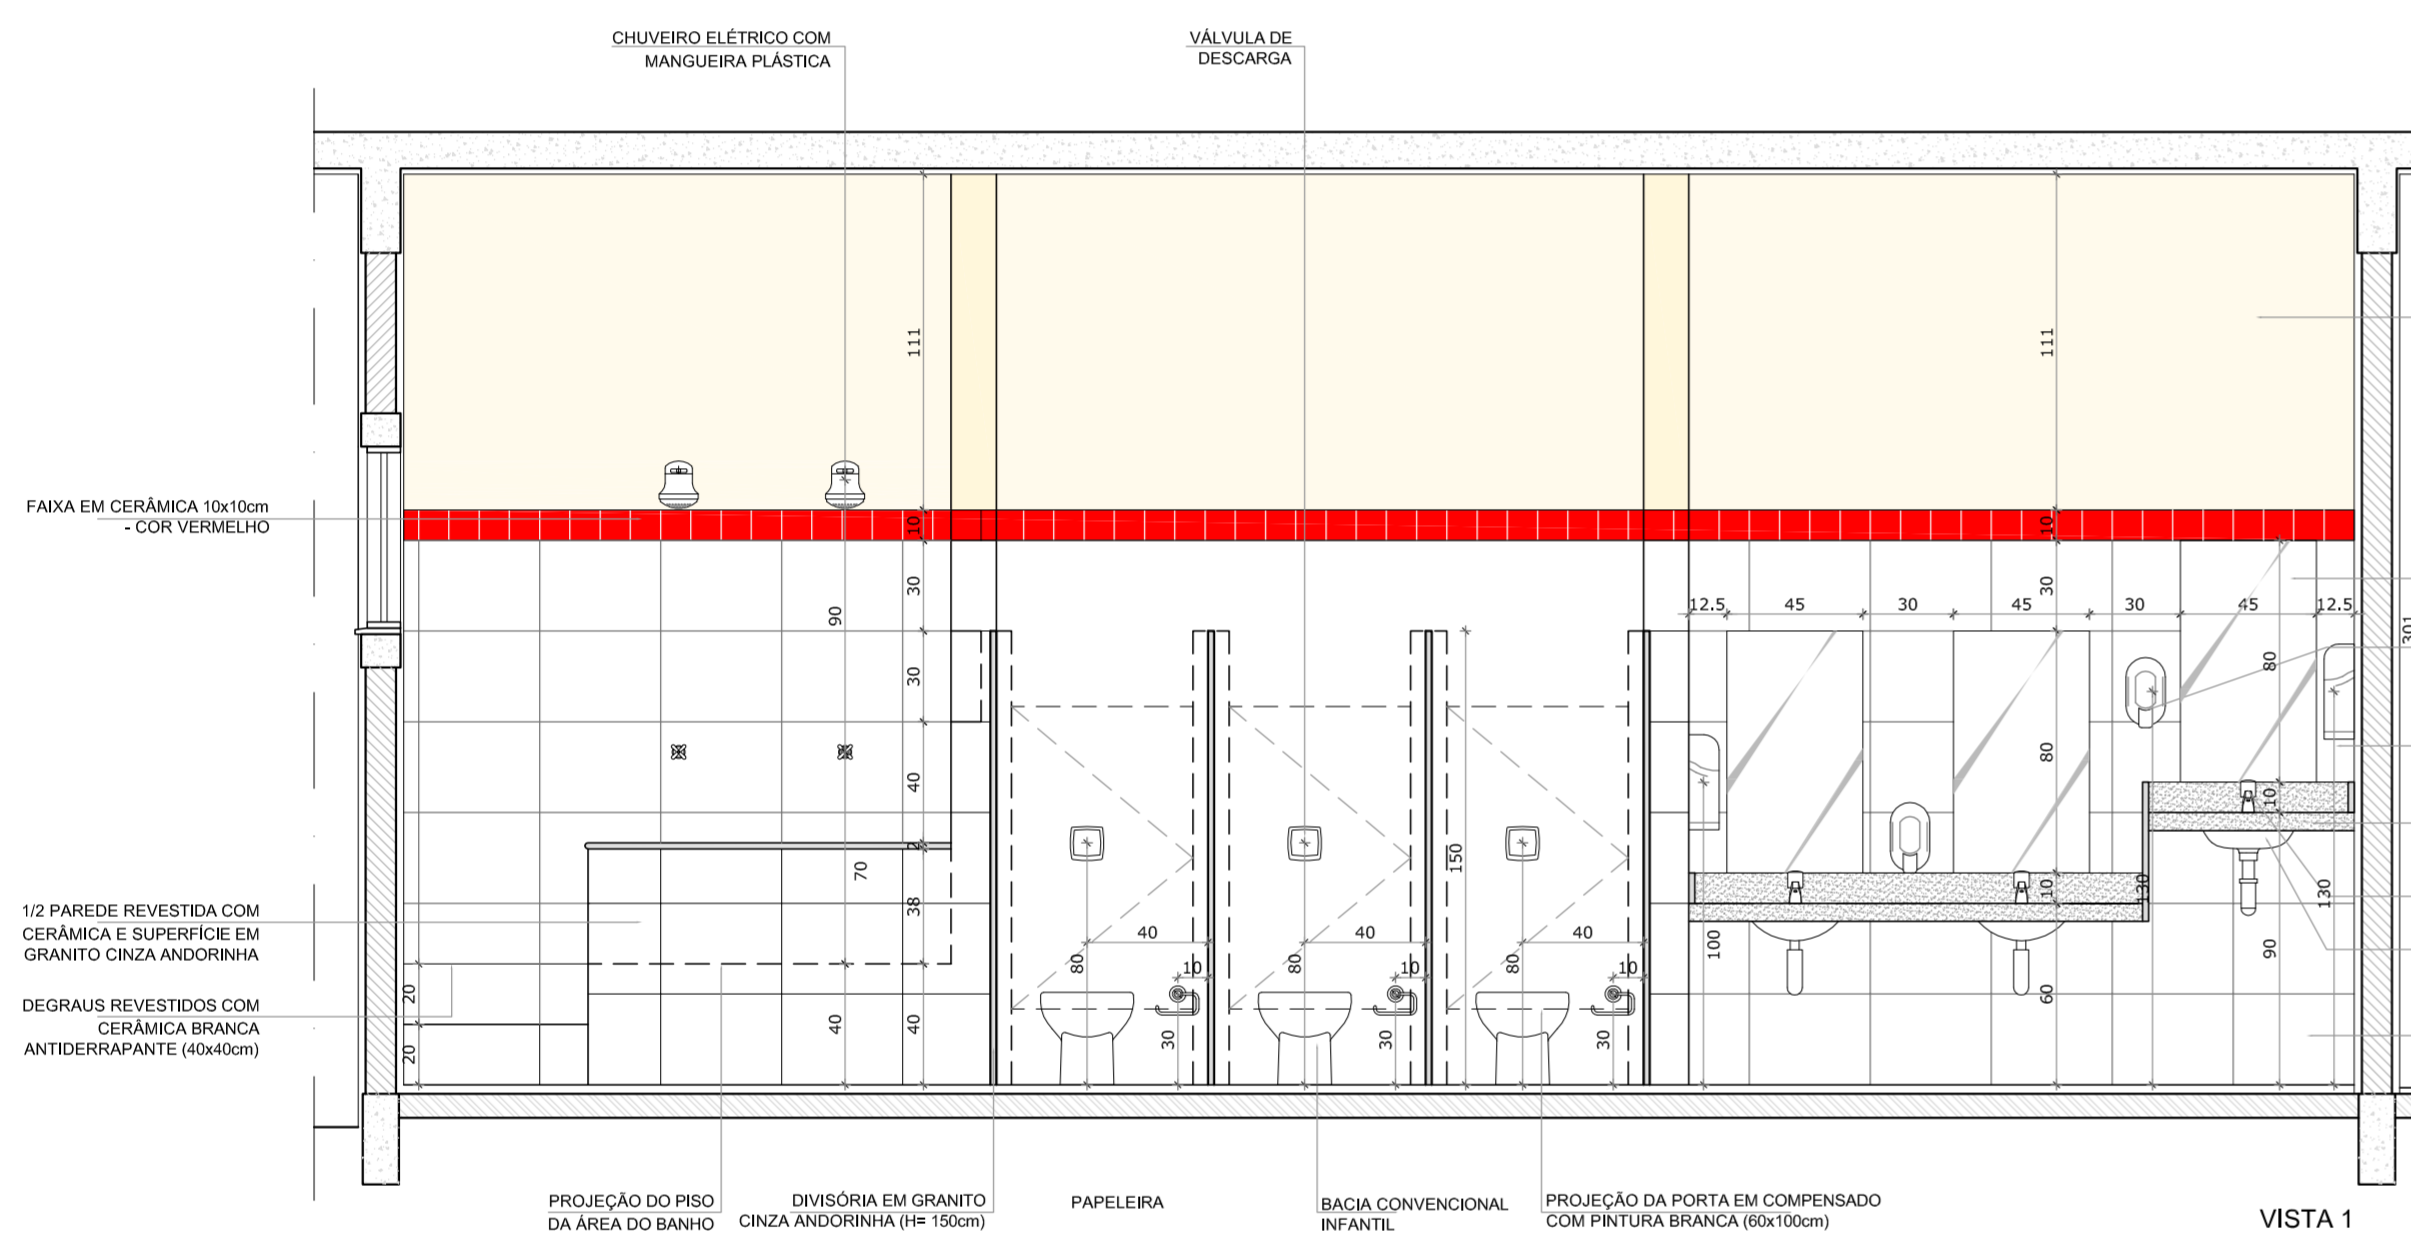 CHUVEIRO ELÉTRICO COM
MANGUEIRA PLÁSTICA
VÁLVULA DE
DESCARGA
111
111
FAIXA EM CERÂMICA 10x10cm
- COR VERMELHO
10
10
30
90
30
12.5
45
30
45
30
45
12.5
301
30
80
80
40
80
150
2
70
38
10
10
130
130
1/2 PAREDE REVESTIDA COM
CERÂMICA E SUPERFÍCIE EM
GRANITO CINZA ANDORINHA
40
40
40
100
90
80
80
80
10
10
10
60
20
DEGRAUS REVESTIDOS COM
CERÂMICA BRANCA
ANTIDERRAPANTE (40x40cm)
20
40
40
30
30
30
PROJEÇÃO DO PISO
DA ÁREA DO BANHO
DIVISÓRIA EM GRANITO
CINZA ANDORINHA (H= 150cm)
PAPELEIRA
BACIA CONVENCIONAL
INFANTIL
PROJEÇÃO DA PORTA EM COMPENSADO
COM PINTURA BRANCA (60x100cm)
VISTA 1